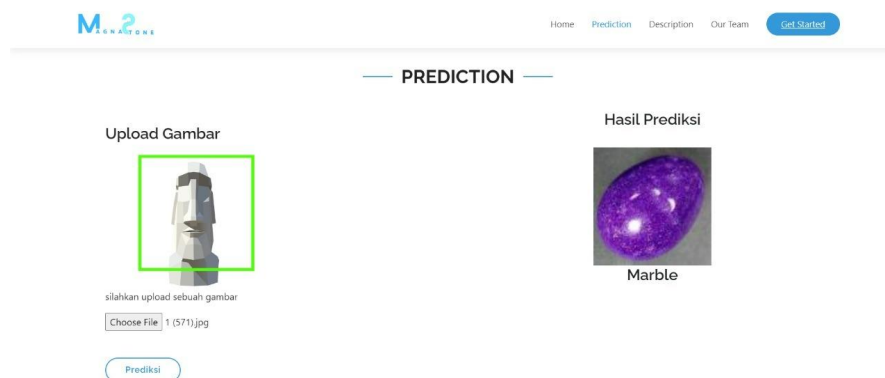 MAGNATONE
Home
Prediction
Description
Our Team
Get Started
PREDICTION
Upload Gambar
silahkan upload sebuah gambar
Choose File 1 (571).jpg
Prediksi
Hasil Prediksi
Marble